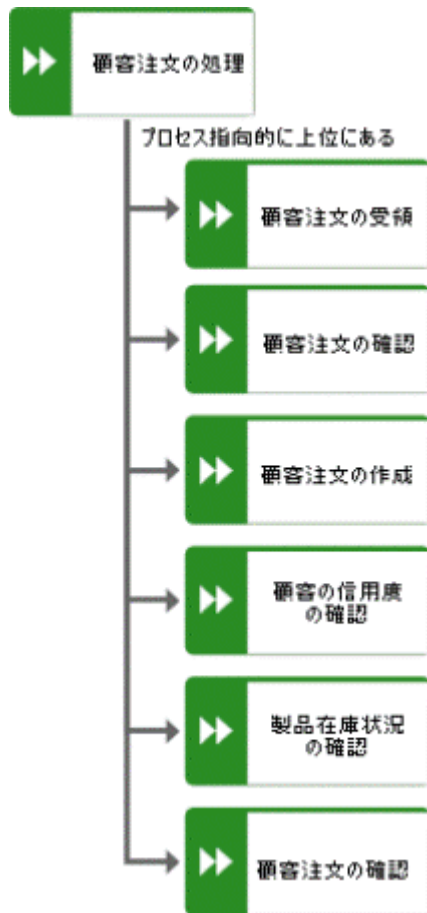 顧客注文の処理
プロセス指向的に上位にある
顧客注文の受領
顧客注文の確認
顧客注文の作成
顧客の信用度
の確認
製品在庫状況
の確認
顧客注文の確認